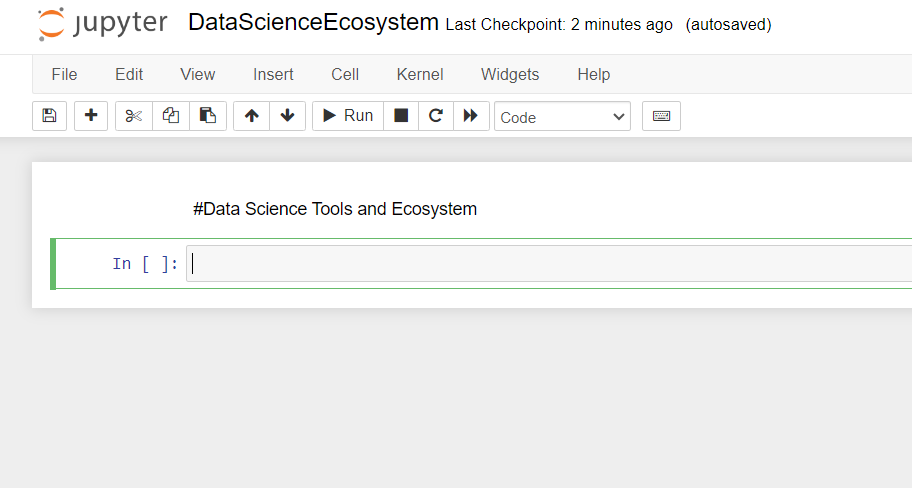 jupyter DataScienceEcosystem Last Checkpoint: 2 minutes ago (autosaved)
File Edit View Insert Cell Kernel Widgets Help
Run Code
#Data Science Tools and Ecosystem
In [ ]: